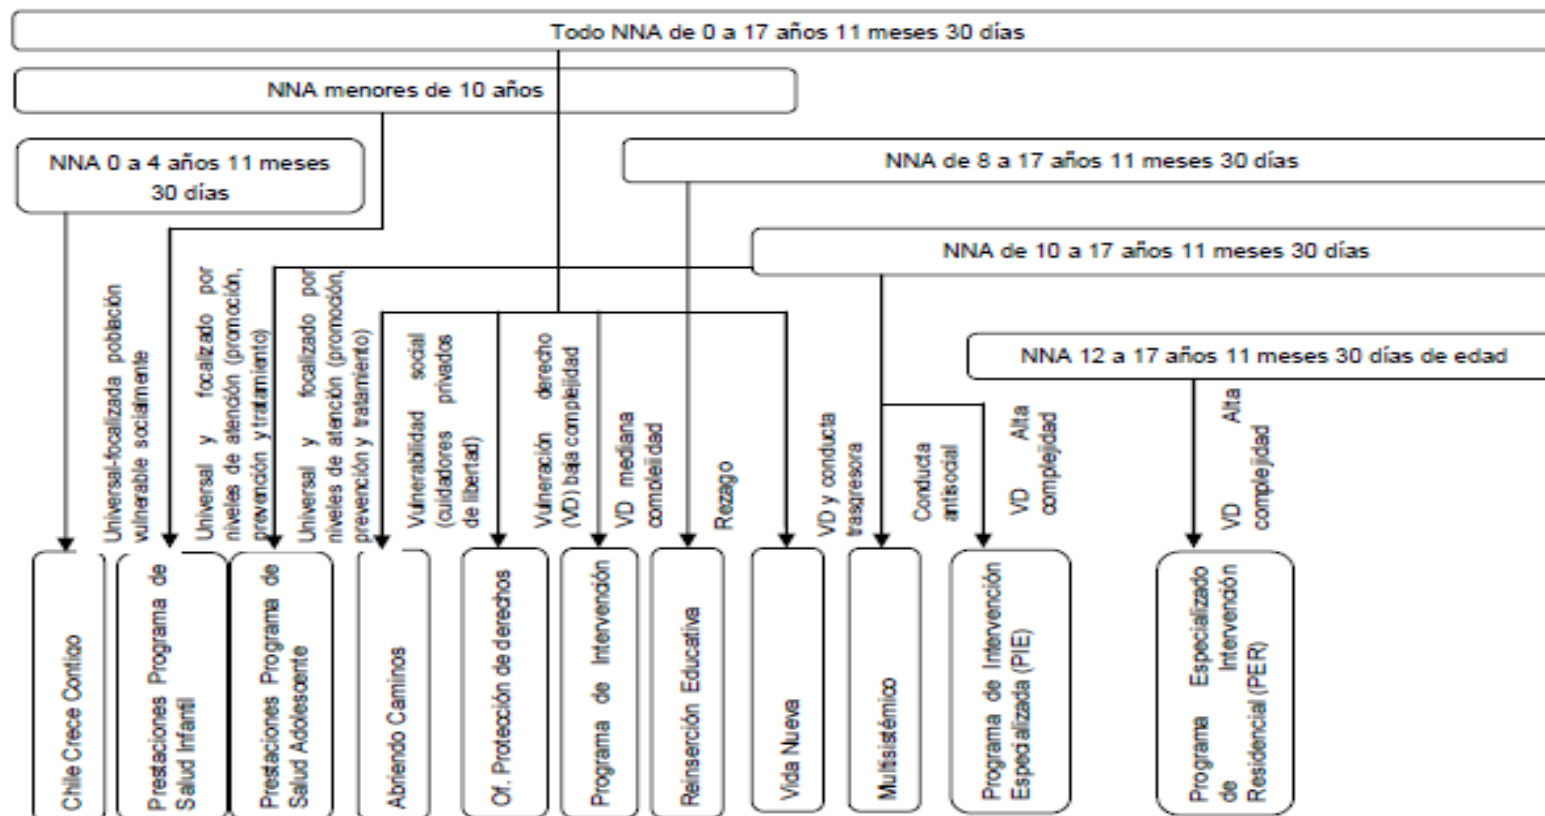 Todo NNA de 0 a 17 años 11 meses 30 días
NNA menores de 10 años
NNA 0 a 4 años 11 meses
30 días
NNA de 8 a 17 años 11 meses 30 días
NNA de 10 a 17 años 11 meses 30 días
NNA 12 a 17 años 11 meses 30 días de edad
Universal-focalizada población
vulnerable socialmente
Universal y focalizado por
niveles de atención (promoción,
prevención y tratamiento)
Universal y focalizado por
niveles de atención (promoción,
prevención y tratamiento)
Vulnerabilidad social
(cuidadores privados
de libertad)
Vulneración derecho
(VD) baja complejidad
VD mediana
complejidad
Rezago
VD y conducta
trasgresora
Conducta
antisocial
VD Alta
complejidad
VD Alta
complejidad
Chile Crece Contigo
Prestaciones Programa de
Salud Infantil
Prestaciones Programa de
Salud Adolescente
Abriendo Caminos
Of. Protección de derechos
Programa de Intervención
Reinserción Educativa
Vida Nueva
Multisistémico
Programa de Intervención
Especializada (PIE)
Programa Especializado
de Intervención
Residencial (PER)